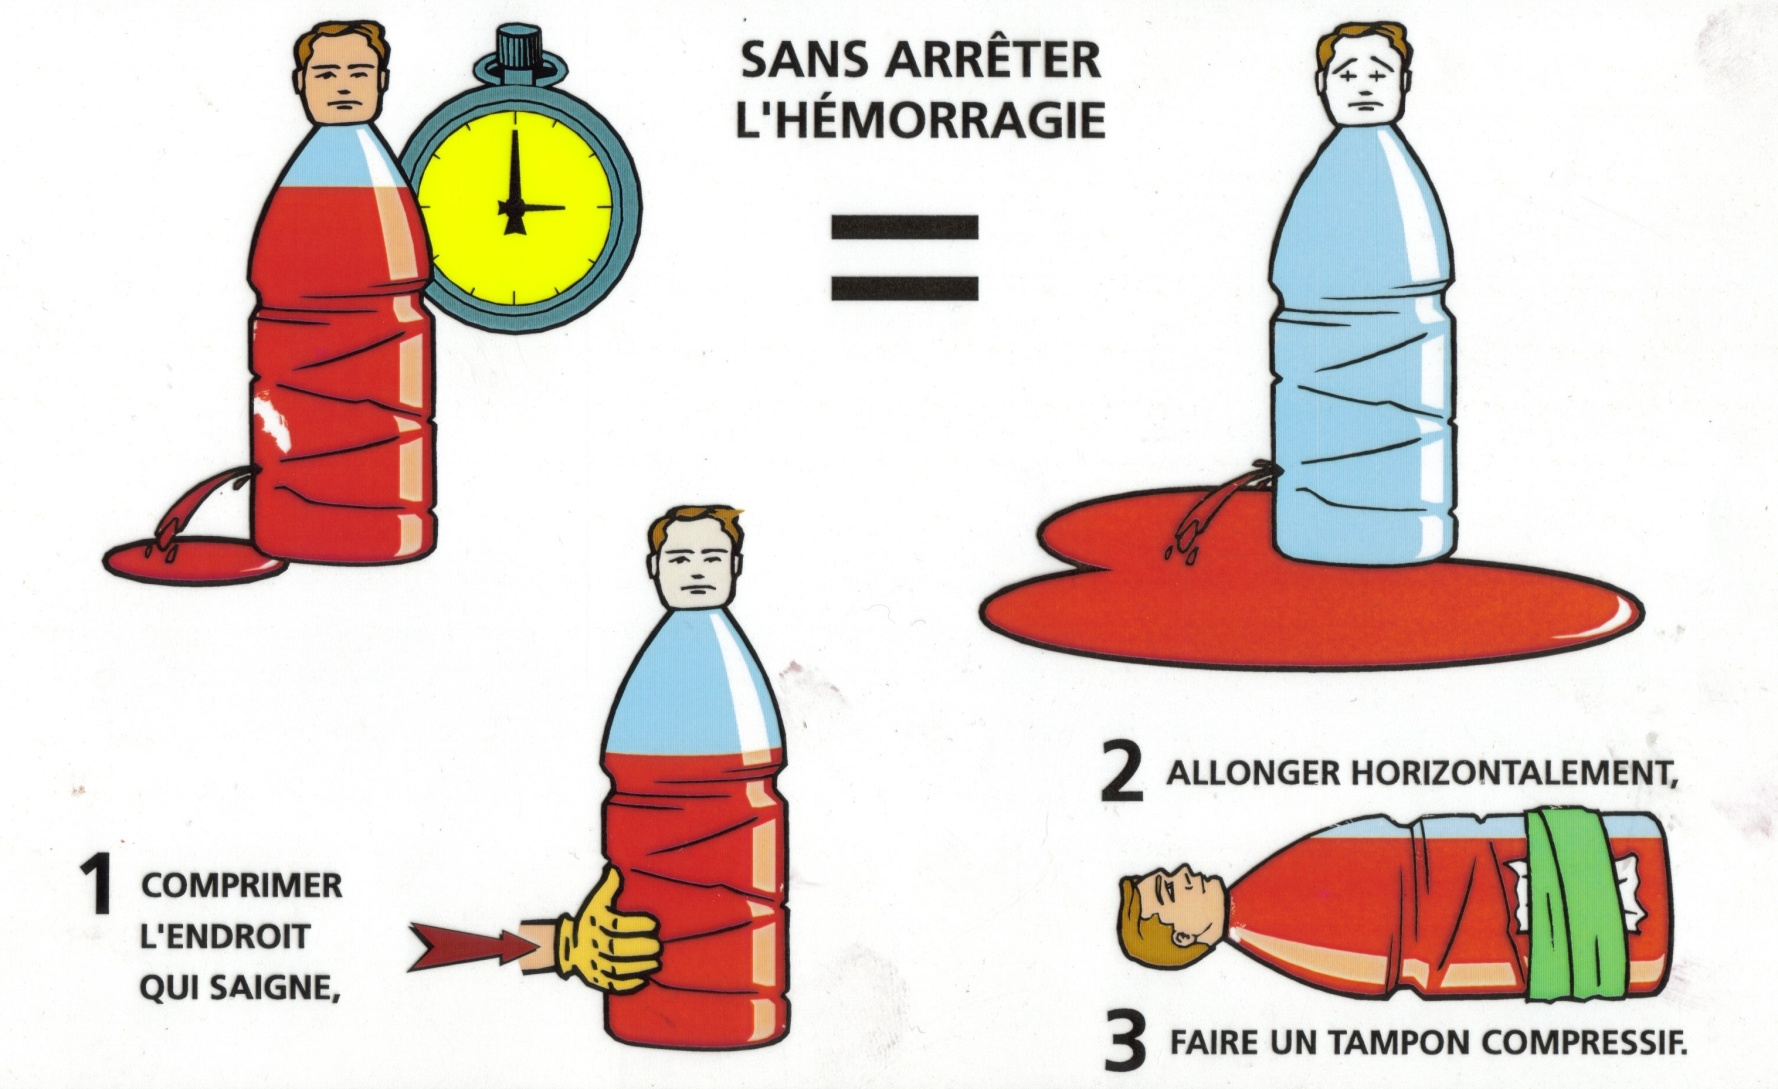 SANS ARRÊTER
L'HÉMORRAGIE
1 COMPRIMER
L'ENDROIT
QUI SAIGNE,
2 ALLONGER HORIZONTALEMENT,
3 FAIRE UN TAMPON COMPRESSIF.